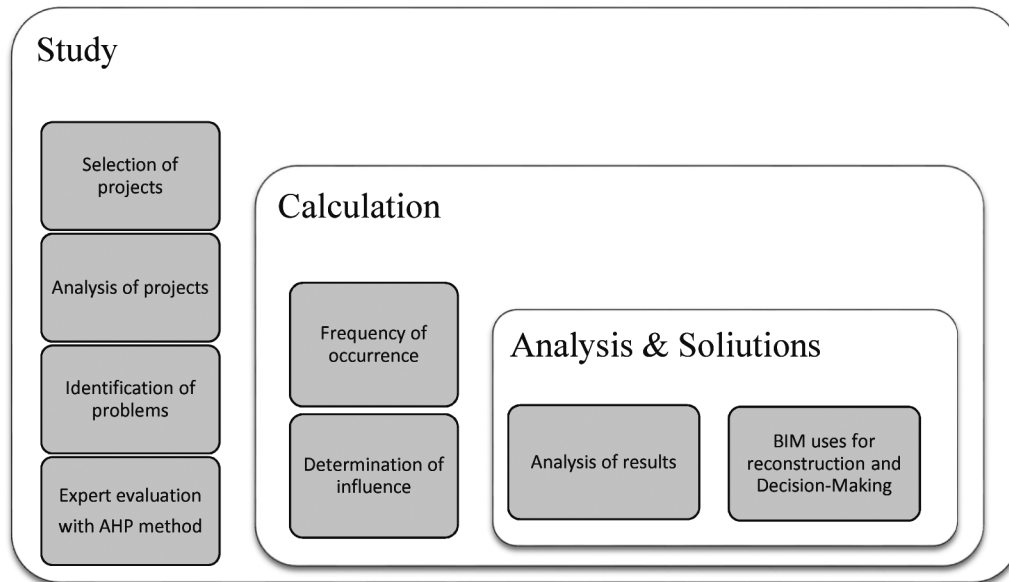 Study
Selection of
projects
Analysis of projects
Identification of
problems
Expert evaluation
with AHP method
Calculation
Frequency of
occurrence
Determination of
influence
Analysis & Soliutions
Analysis of results
BIM uses for
reconstruction and
Decision-Making